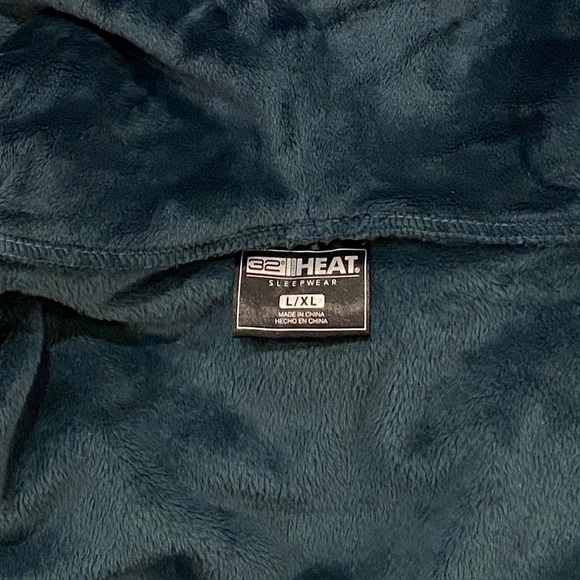 32° HEAT®
SLEEPWEAR
L/XL
MADE IN CHINA
HECHO EN CHINA